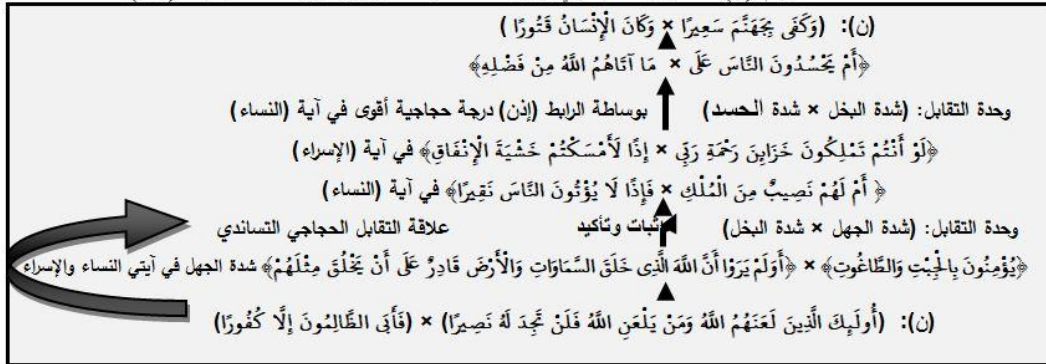 (ن): (وَكَفَى بِجَهَنَّمَ سَعِيرًا × وَكَانَ الْإِنْسَانُ قَتُورًا )
﴿أَمْ يَحْسُدُونَ النَّاسَ عَلَى × مَا آتَاهُمُ اللَّهُ مِنْ فَضْلِهِ﴾
وحدة التقابل: (شدة البخل × شدة الحسد) بوساطة الرابط (إذن) درجة حجاجية أقوى في آية (النساء)
﴿لَوْ أَنْتُمْ تَمْلِكُونَ خَزَائِنَ رَحْمَةِ رَبِّي × إِذًا لَأَمْسَكْتُمْ خَشْيَةَ الْإِنْفَاقِ﴾ في آية (الإسراء)
﴿ أَمْ لَهُمْ نَصِيبٌ مِنَ الْمُلْكِ × فَإِذًا لَا يُؤْتُونَ النَّاسَ نَقِيرًا﴾ في آية (النساء)
وحدة التقابل: (شدة الجهل × شدة البخل) إثبات وتأكيد علاقة التقابل الحجاجي التساندي
﴿يُؤْمِنُونَ بِالْجِبْتِ وَالطَّاغُوتِ﴾ × ﴿أَوَلَمْ يَرَوْا أَنَّ اللَّهَ الَّذِي خَلَقَ السَّمَاوَاتِ وَالْأَرْضَ قَادِرٌ عَلَى أَنْ يَخْلُقَ مِثْلَهُمْ﴾ شدة الجهل في آيتي النساء والإسراء
(ن): (أُولَئِكَ الَّذِينَ لَعَنَهُمُ اللَّهُ وَمَنْ يَلْعَنِ اللَّهُ فَلَنْ تَجِدَ لَهُ نَصِيرًا) × (فَأَبَى الظَّالِمُونَ إِلَّا كُفُورًا)